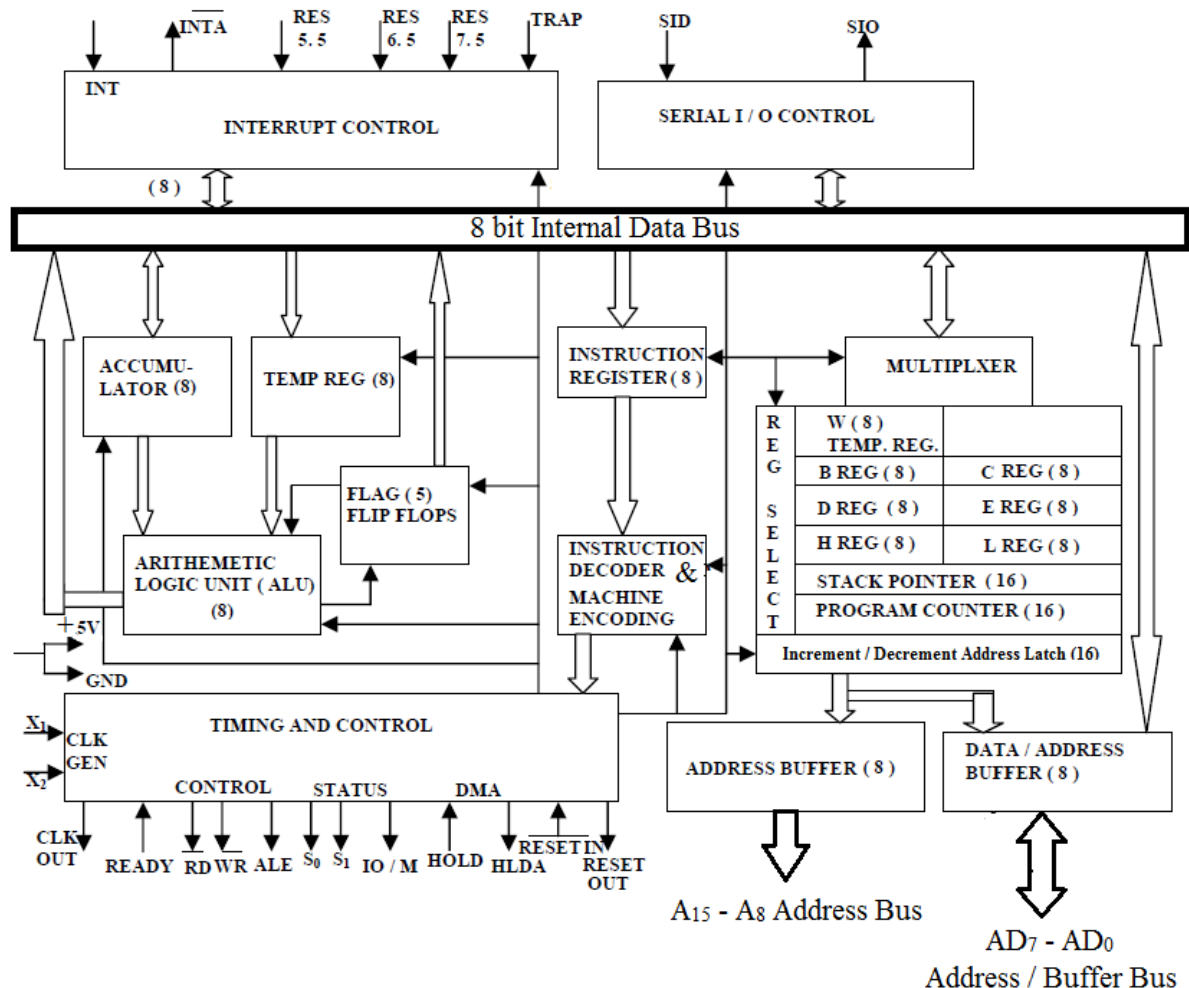 INTA
RES 5. 5
RES 6. 5
RES 7.5
TRAP
SID
SIO
INT
INTERRUPT CONTROL
SERIAL I / O CONTROL
( 8 )
8 bit Internal Data Bus
ACCUMU-
LATOR (8)
TEMP REG (8)
INSTRUCTION
REGISTER ( 8 )
MULTIPLXER
REG SELECT
W ( 8 )
TEMP. REG.
B REG ( 8 )
C REG ( 8 )
D REG ( 8 )
E REG ( 8 )
H REG ( 8 )
L REG ( 8 )
STACK POINTER ( 16 )
PROGRAM COUNTER ( 16 )
Increment / Decrement Address Latch (16)
FLAG ( 5 )
FLIP FLOPS
ARITHEMETIC
LOGIC UNIT ( ALU)
(8)
INSTRUCTION
DECODER &
MACHINE
ENCODING
+ .5V
GND
TIMING AND CONTROL
X1
CLK
GEN
X2
CONTROL
STATUS
DMA
CLK
OUT
READY
RD
WR
ALE
S0
S1
IO / M
HOLD
HLDA
RESET IN
RESET
OUT
ADDRESS BUFFER ( 8 )
DATA / ADDRESS
BUFFER ( 8 )
A15 - A8 Address Bus
AD7 - AD0
Address / Buffer Bus